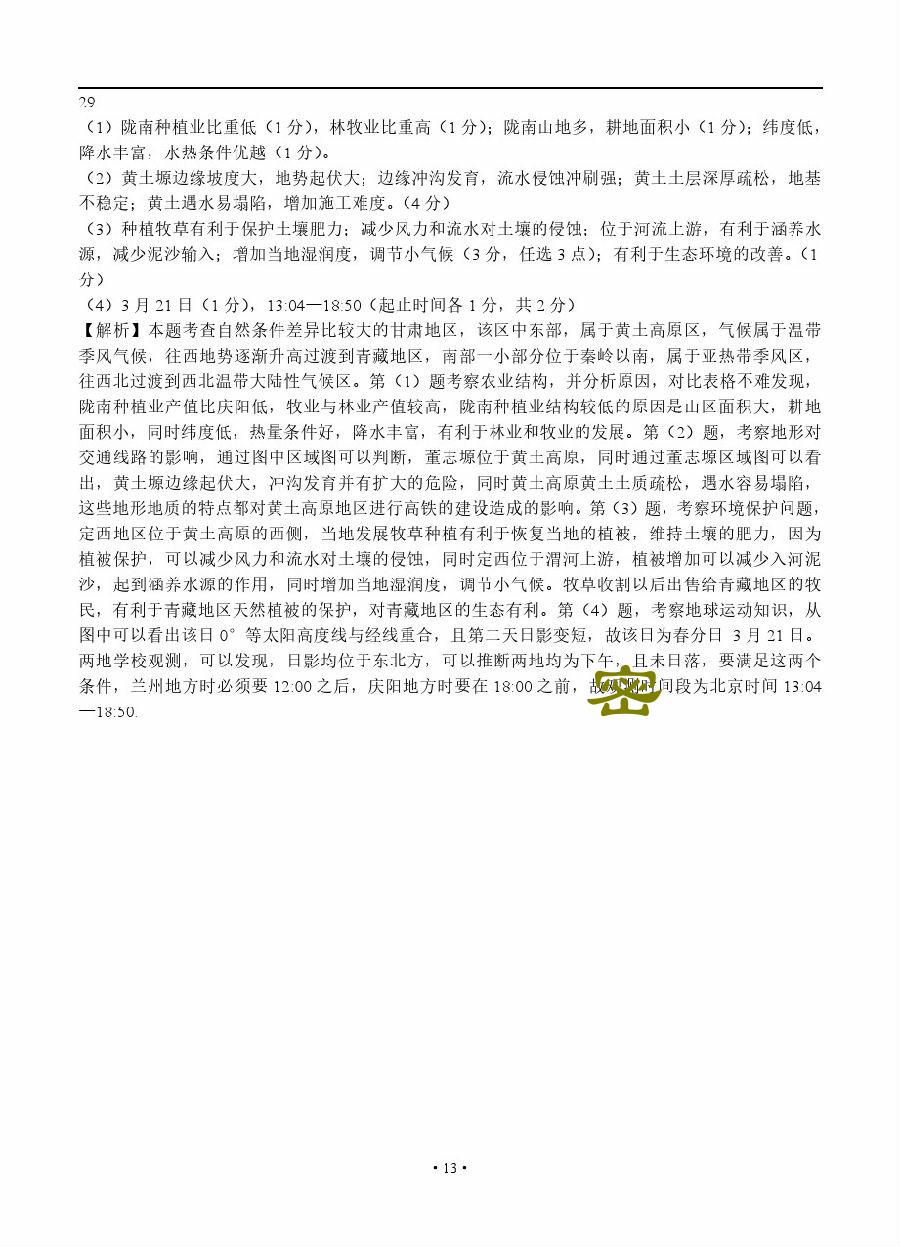 29
（1）陇南种植业比重低（1 分），林牧业比重高（1 分）；陇南山地多，耕地面积小（1 分）；纬度低，
降水丰富，水热条件优越（1 分）。
（2）黄土塬边缘坡度大，地势起伏大；边缘冲沟发育，流水侵蚀冲刷强；黄土土层深厚疏松，地基
不稳定；黄土遇水易塌陷，增加施工难度。（4 分）
（3）种植牧草有利于保护土壤肥力；减少风力和流水对土壤的侵蚀；位于河流上游，有利于涵养水
源，减少泥沙输入；增加当地湿润度，调节小气候（3 分，任选 3 点）；有利于生态环境的改善。（1
分）
（4）3 月 21 日（1 分），13:04—18:50（起止时间各 1 分，共 2 分）
【解析】本题考查自然条件差异比较大的甘肃地区，该区中东部，属于黄土高原区，气候属于温带
季风气候，往西地势逐渐升高过渡到青藏地区，南部一小部分位于秦岭以南，属于亚热带季风区，
往西北过渡到西北温带大陆性气候区。第（1）题考察农业结构，并分析原因，对比表格不难发现，
陇南种植业产值比庆阳低，牧业与林业产值较高，陇南种植业结构较低的原因是山区面积大，耕地
面积小，同时纬度低，热量条件好，降水丰富，有利于林业和牧业的发展。第（2）题，考察地形对
交通线路的影响，通过图中区域图可以判断，董志塬位于黄土高原，同时通过董志塬区域图可以看
出，黄土塬边缘起伏大，冲沟发育并有扩大的危险，同时黄土高原黄土土质疏松，遇水容易塌陷，
这些地形地质的特点都对黄土高原地区进行高铁的建设造成的影响。第（3）题，考察环境保护问题，
定西地区位于黄土高原的西侧，当地发展牧草种植有利于恢复当地的植被，维持土壤的肥力，因为
植被保护，可以减少风力和流水对土壤的侵蚀，同时定西位于渭河上游，植被增加可以减少入河泥
沙，起到涵养水源的作用，同时增加当地湿润度，调节小气候。牧草收割以后出售给青藏地区的牧
民，有利于青藏地区天然植被的保护，对青藏地区的生态有利。第（4）题，考察地球运动知识，从
图中可以看出该日 0°等太阳高度线与经线重合，且第二天日影变短，故该日为春分日 3 月 21 日。
两地学校观测，可以发现，日影均位于东北方，可以推断两地均为下午，且未日落，要满足这两个
条件，兰州地方时必须要 12:00 之后，庆阳地方时要在 18:00 之前，故观测时间段为北京时间 13:04
—18:50.
密
·13·